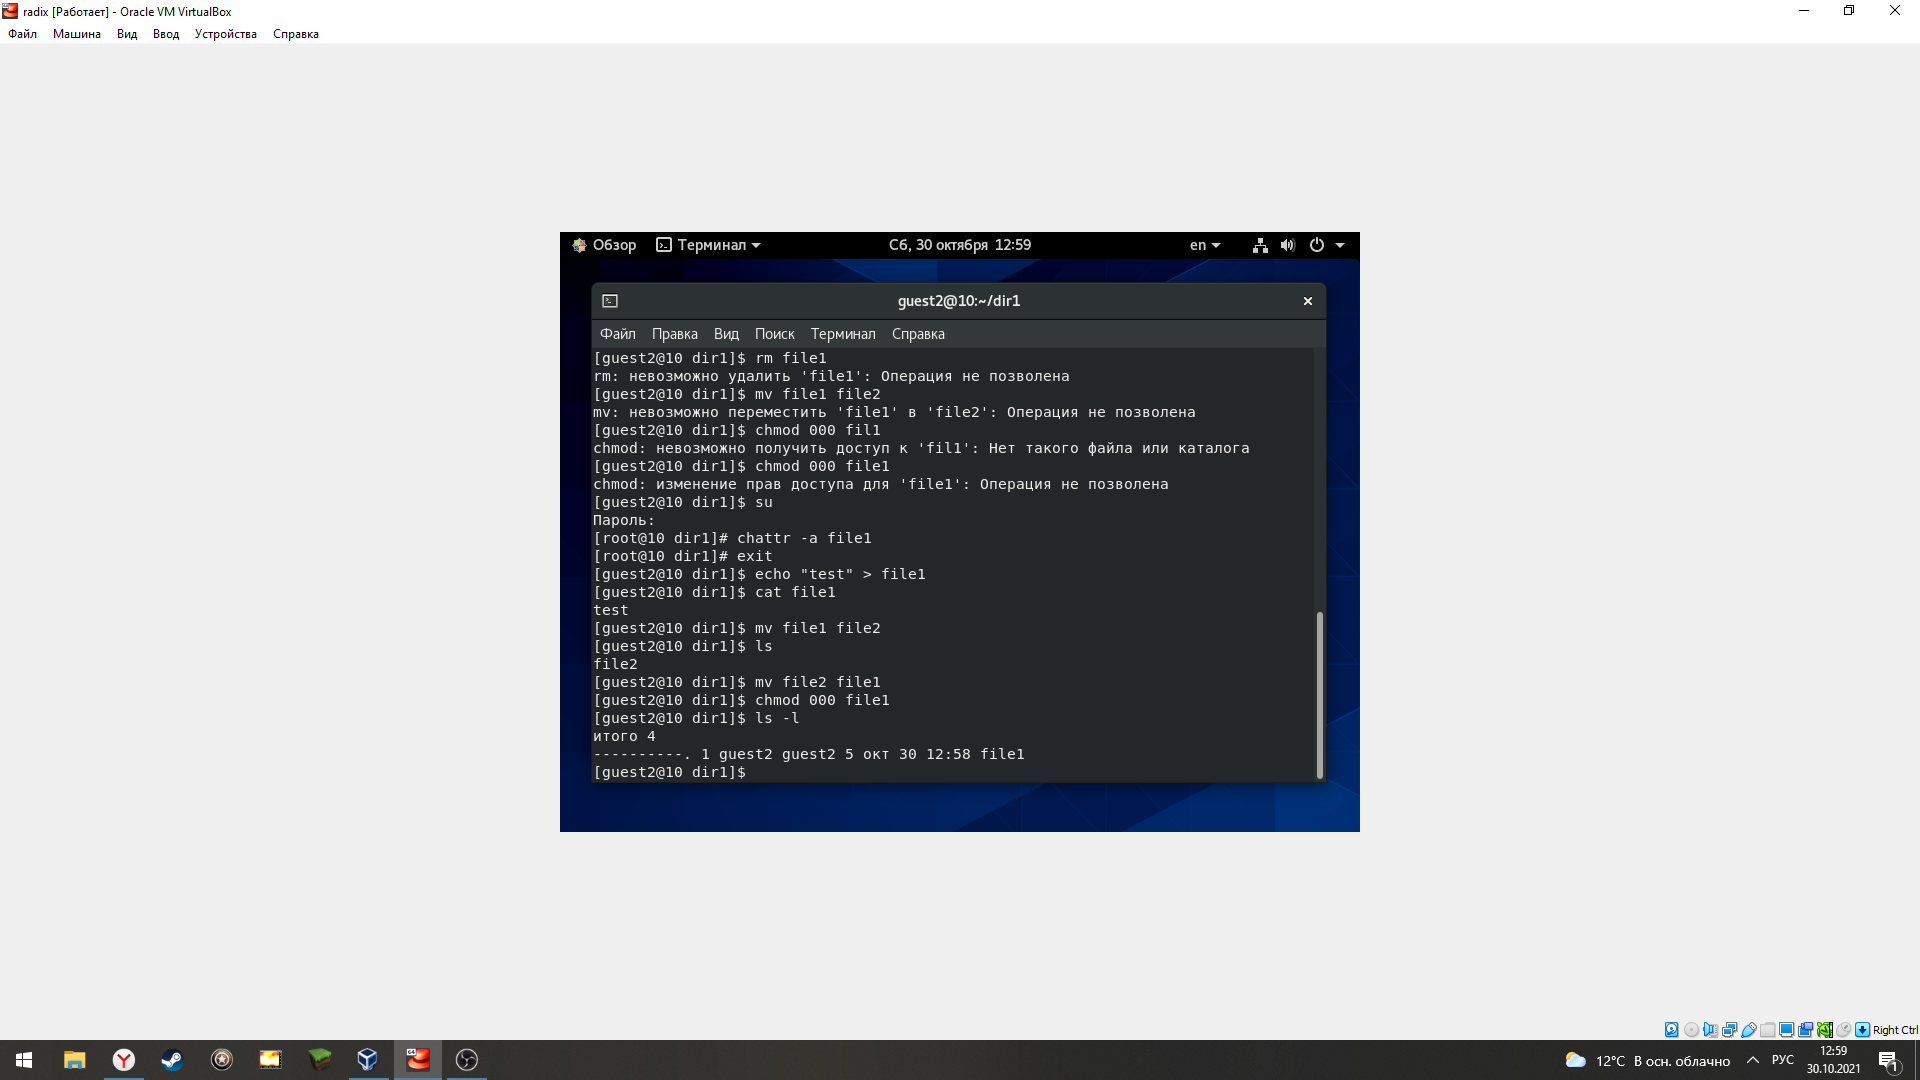 radix [Работает] - Oracle VM VirtualBox
Файл Машина Вид Ввод Устройства Справка
Обзор Терминал Сб, 30 октября 12:59 en
guest2@10:~/dir1
Файл Правка Вид Поиск Терминал Справка
[guest2@10 dir1]$ rm file1
rm: невозможно удалить 'file1': Операция не позволена
[guest2@10 dir1]$ mv file1 file2
mv: невозможно переместить 'file1' в 'file2': Операция не позволена
[guest2@10 dir1]$ chmod 000 fil1
chmod: невозможно получить доступ к 'fil1': Нет такого файла или каталога
[guest2@10 dir1]$ chmod 000 file1
chmod: изменение прав доступа для 'file1': Операция не позволена
[guest2@10 dir1]$ su
Пароль:
[root@10 dir1]# chattr -a file1
[root@10 dir1]# exit
[guest2@10 dir1]$ echo "test" > file1
[guest2@10 dir1]$ cat file1
test
[guest2@10 dir1]$ mv file1 file2
[guest2@10 dir1]$ ls
file2
[guest2@10 dir1]$ mv file2 file1
[guest2@10 dir1]$ chmod 000 file1
[guest2@10 dir1]$ ls -l
итого 4
----------. 1 guest2 guest2 5 окт 30 12:58 file1
[guest2@10 dir1]$
Right Ctrl
12°C В осн. облачно РУС 12:59
30.10.2021
1